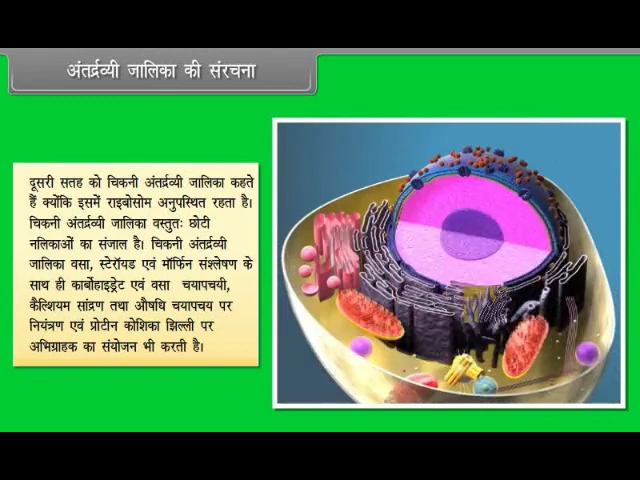 अंतर्द्रव्यी जालिका की संरचना
दूसरी सतह को चिकनी अंतर्द्रव्यी जालिका कहते
हैं क्योंकि इसमें राइबोसोम अनुपस्थित रहता है।
चिकनी अंतर्द्रव्यी जालिका वस्तुतः छोटी
नलिकाओं का संजाल है। चिकनी अंतर्द्रव्यी
जालिका वसा, स्टेरॉयड एवं मॉर्फिन संश्लेषण के
साथ ही कार्बोहाइड्रेट एवं वसा चयापचयी,
कैल्शियम सांद्रण तथा औषधि चयापचय पर
नियंत्रण एवं प्रोटीन कोशिका झिल्ली पर
अभिग्राहक का संयोजन भी करती है।